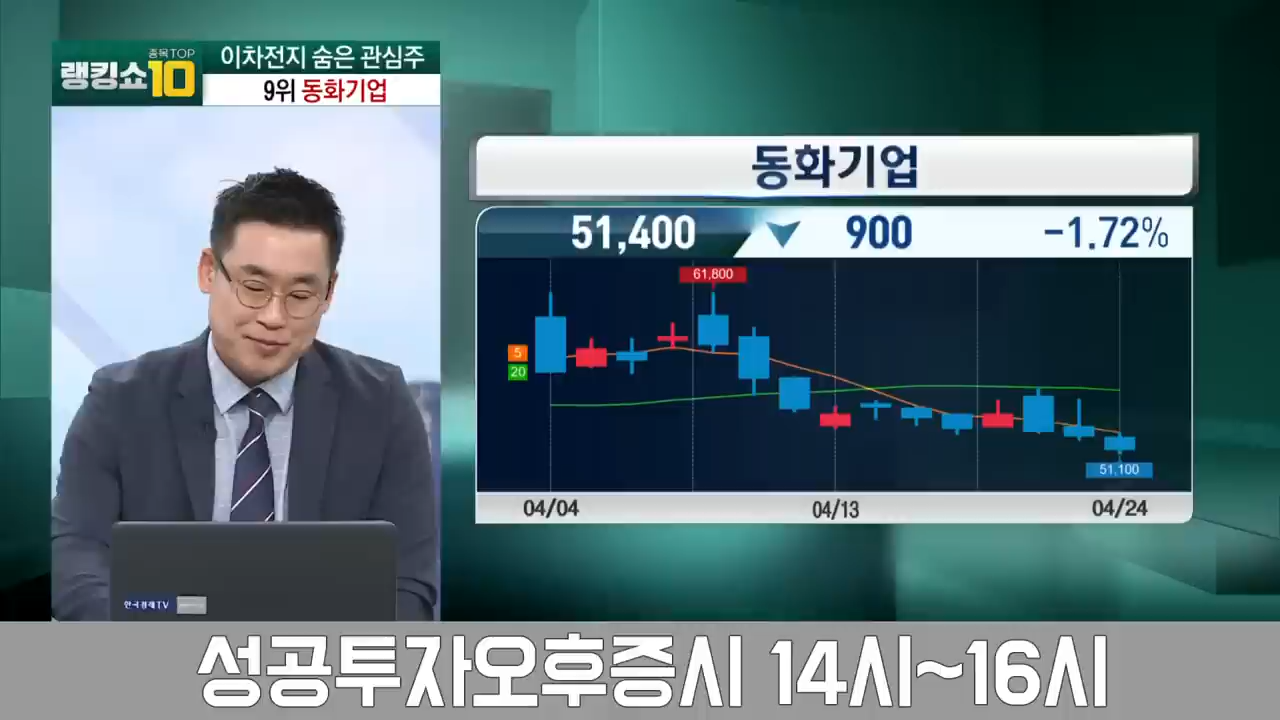 종목TOP
랭킹쇼10
이차전지 숨은 관심주
9위 동화기업
동화기업
51,400 ▼ 900 -1.72%
61,800
5
20
51,100
04/04 04/13 04/24
한국경제TV
성공투자오후증시 14시~16시